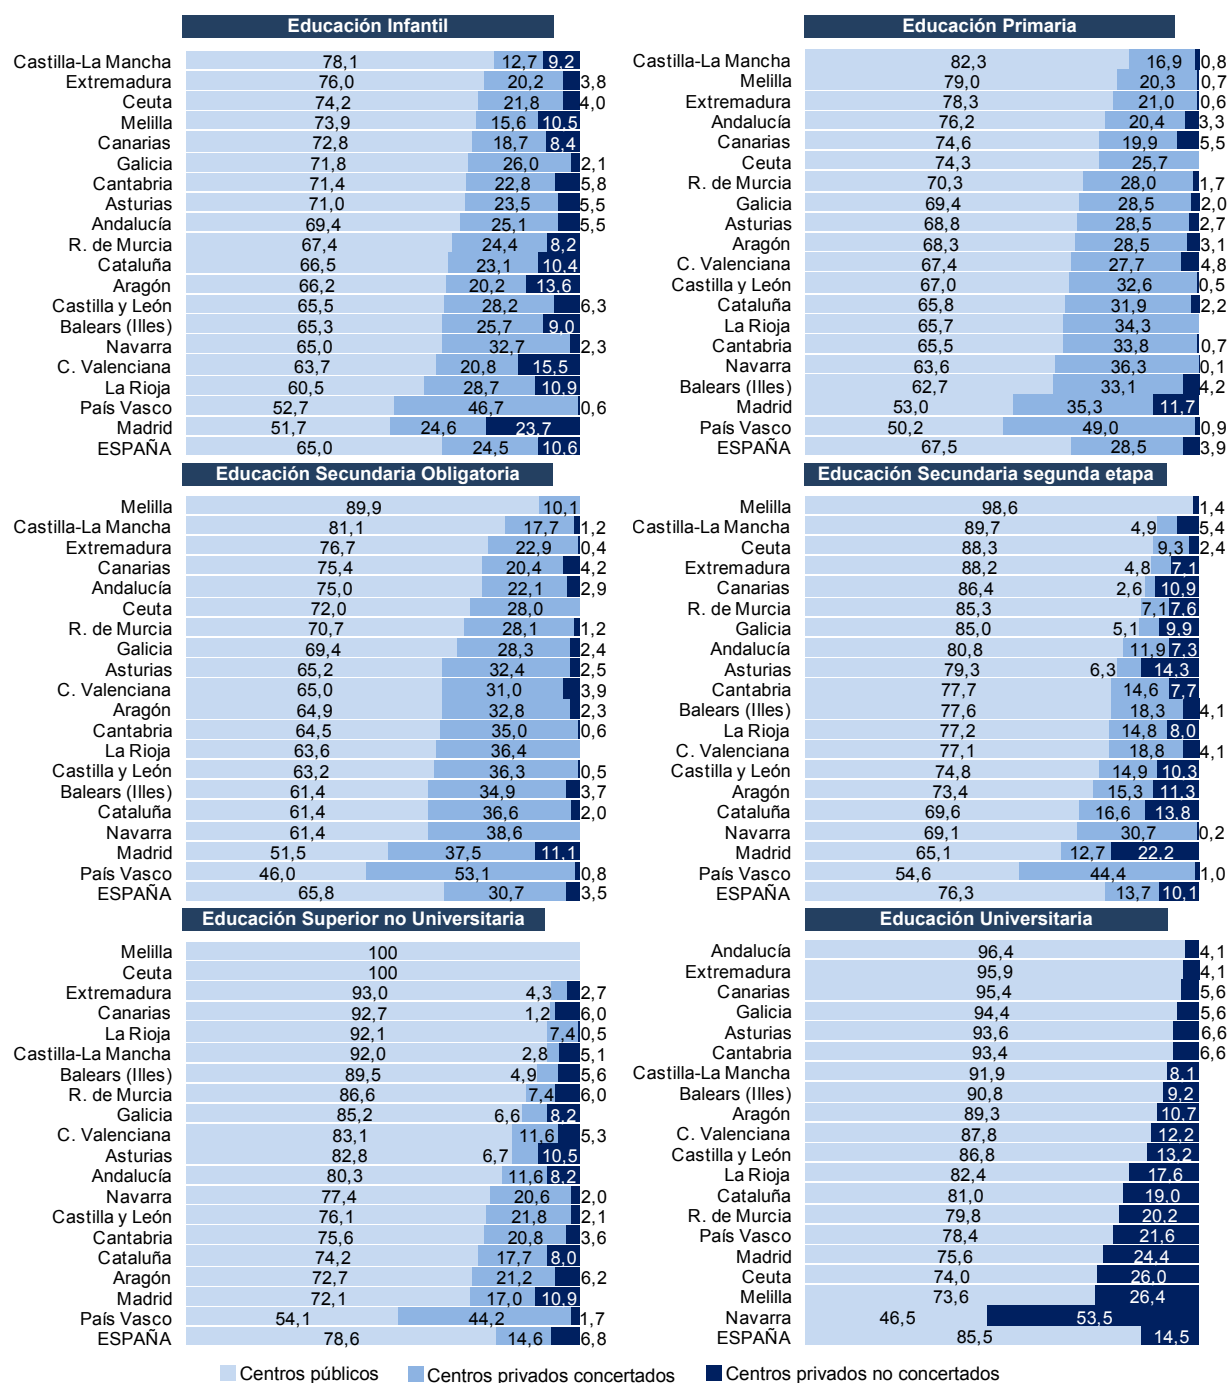 Educación Infantil
Castilla-La Mancha 78,1 12,7 9,2
Extremadura 76,0 20,2 3,8
Ceuta 74,2 21,8 4,0
Melilla 73,9 15,6 10,5
Canarias 72,8 18,7 8,4
Galicia 71,8 26,0 2,1
Cantabria 71,4 22,8 5,8
Asturias 71,0 23,5 5,5
Andalucía 69,4 25,1 5,5
R. de Murcia 67,4 24,4 8,2
Cataluña 66,5 23,1 10,4
Aragón 66,2 20,2 13,6
Castilla y León 65,5 28,2 6,3
Balears (Illes) 65,3 25,7 9,0
Navarra 65,0 32,7 2,3
C. Valenciana 63,7 20,8 15,5
La Rioja 60,5 28,7 10,9
País Vasco 52,7 46,7 0,6
Madrid 51,7 24,6 23,7
ESPAÑA 65,0 24,5 10,6
Educación Primaria
Castilla-La Mancha 82,3 16,9 0,8
Melilla 79,0 20,3 0,7
Extremadura 78,3 21,0 0,6
Andalucía 76,2 20,4 3,3
Canarias 74,6 19,9 5,5
Ceuta 74,3 25,7
R. de Murcia 70,3 28,0 1,7
Galicia 69,4 28,5 2,0
Asturias 68,8 28,5 2,7
Aragón 68,3 28,5 3,1
C. Valenciana 67,4 27,7 4,8
Castilla y León 67,0 32,6 0,5
Cataluña 65,8 31,9 2,2
La Rioja 65,7 34,3
Cantabria 65,5 33,8 0,7
Navarra 63,6 36,3 0,1
Balears (Illes) 62,7 33,1 4,2
Madrid 53,0 35,3 11,7
País Vasco 50,2 49,0 0,9
ESPAÑA 67,5 28,5 3,9
Educación Secundaria Obligatoria
Melilla 89,9 10,1
Castilla-La Mancha 81,1 17,7 1,2
Extremadura 76,7 22,9 0,4
Canarias 75,4 20,4 4,2
Andalucía 75,0 22,1 2,9
Ceuta 72,0 28,0
R. de Murcia 70,7 28,1 1,2
Galicia 69,4 28,3 2,4
Asturias 65,2 32,4 2,5
C. Valenciana 65,0 31,0 3,9
Aragón 64,9 32,8 2,3
Cantabria 64,5 35,0 0,6
La Rioja 63,6 36,4
Castilla y León 63,2 36,3 0,5
Balears (Illes) 61,4 34,9 3,7
Cataluña 61,4 36,6 2,0
Navarra 61,4 38,6
Madrid 51,5 37,5 11,1
País Vasco 46,0 53,1 0,8
ESPAÑA 65,8 30,7 3,5
Educación Secundaria segunda etapa
Melilla 98,6 1,4
Castilla-La Mancha 89,7 4,9 5,4
Ceuta 88,3 9,3 2,4
Extremadura 88,2 4,8 7,1
Canarias 86,4 2,6 10,9
R. de Murcia 85,3 7,1 7,6
Galicia 85,0 5,1 9,9
Andalucía 80,8 11,9 7,3
Asturias 79,3 6,3 14,3
Cantabria 77,7 14,6 7,7
Balears (Illes) 77,6 18,3 4,1
La Rioja 77,2 14,8 8,0
C. Valenciana 77,1 18,8 4,1
Castilla y León 74,8 14,9 10,3
Aragón 73,4 15,3 11,3
Cataluña 69,6 16,6 13,8
Navarra 69,1 30,7 0,2
Madrid 65,1 12,7 22,2
País Vasco 54,6 44,4 1,0
ESPAÑA 76,3 13,7 10,1
Educación Superior no Universitaria
Melilla 100
Ceuta 100
Extremadura 93,0 4,3 2,7
Canarias 92,7 1,2 6,0
La Rioja 92,1 7,4 0,5
Castilla-La Mancha 92,0 2,8 5,1
Balears (Illes) 89,5 4,9 5,6
R. de Murcia 86,6 7,4 6,0
Galicia 85,2 6,6 8,2
C. Valenciana 83,1 11,6 5,3
Asturias 82,8 6,7 10,5
Andalucía 80,3 11,6 8,2
Navarra 77,4 20,6 2,0
Castilla y León 76,1 21,8 2,1
Cantabria 75,6 20,8 3,6
Cataluña 74,2 17,7 8,0
Aragón 72,7 21,2 6,2
Madrid 72,1 17,0 10,9
País Vasco 54,1 44,2 1,7
ESPAÑA 78,6 14,6 6,8
Educación Universitaria
Andalucía 96,4 4,1
Extremadura 95,9 4,1
Canarias 95,4 5,6
Galicia 94,4 5,6
Asturias 93,6 6,6
Cantabria 93,4 6,6
Castilla-La Mancha 91,9 8,1
Balears (Illes) 90,8 9,2
Aragón 89,3 10,7
C. Valenciana 87,8 12,2
Castilla y León 86,8 13,2
La Rioja 82,4 17,6
Cataluña 81,0 19,0
R. de Murcia 79,8 20,2
País Vasco 78,4 21,6
Madrid 75,6 24,4
Ceuta 74,0 26,0
Melilla 73,6 26,4
Navarra 46,5 53,5
ESPAÑA 85,5 14,5
Centros públicos Centros privados concertados Centros privados no concertados